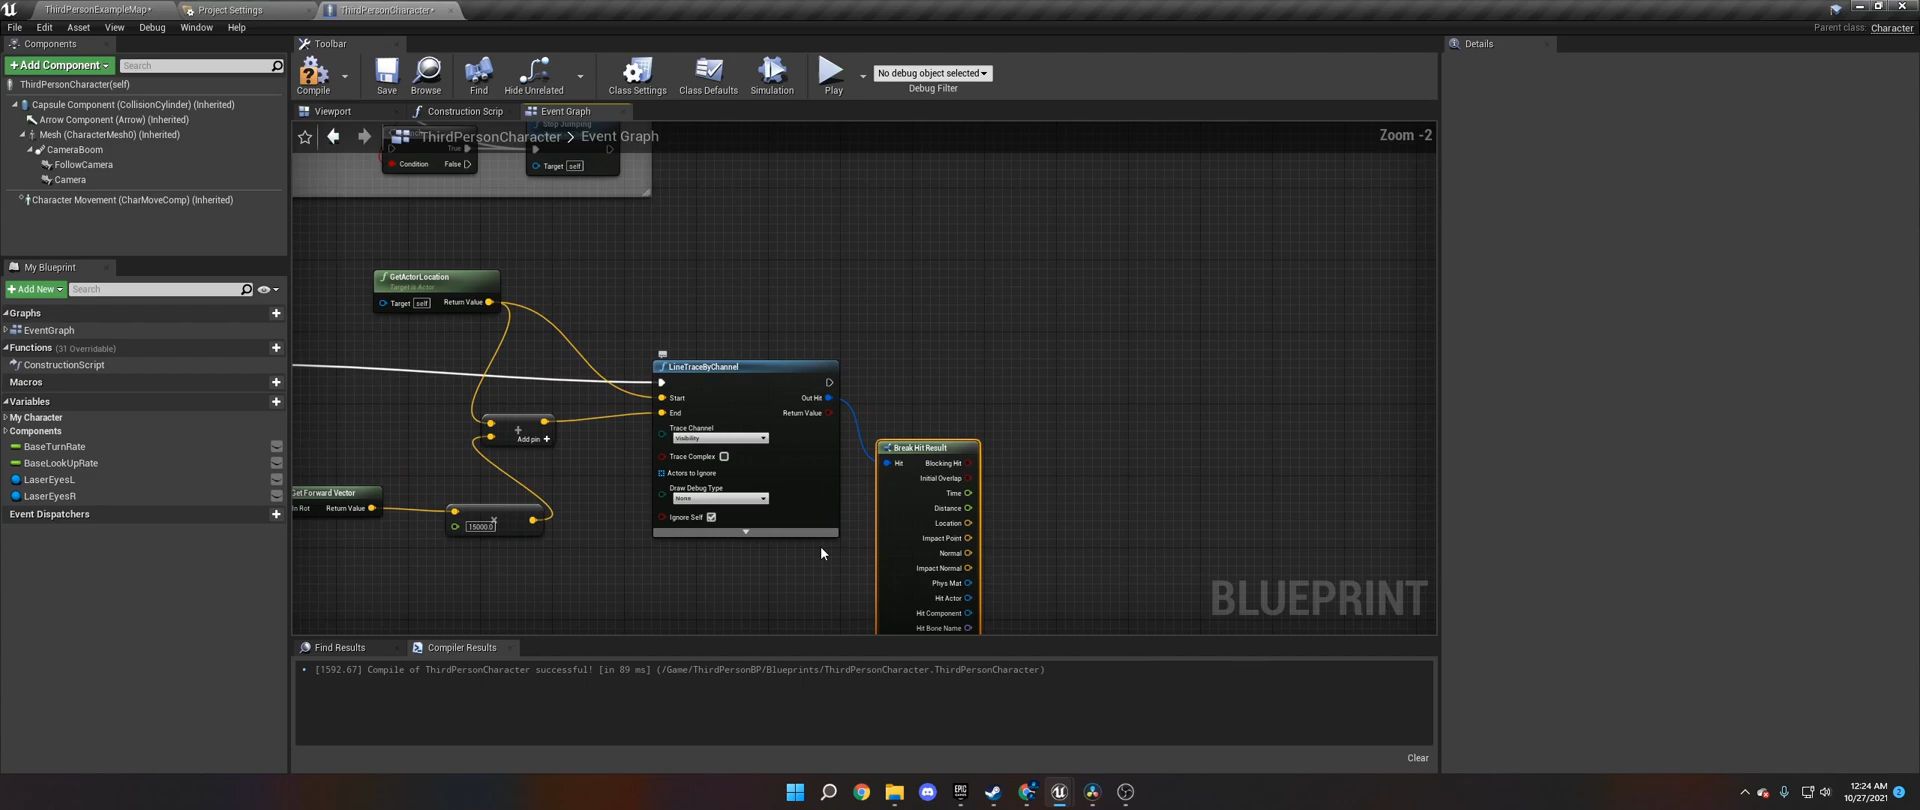 ThirdPersonExampleMap*
Project Settings
ThirdPersonCharacter*
File Edit Asset View Debug Window Help
Parent class: Character
Components
+Add Component
Search
ThirdPersonCharacter(self)
Capsule Component (CollisionCylinder) (Inherited)
Arrow Component (Arrow) (Inherited)
Mesh (CharacterMesh0) (Inherited)
CameraBoom
FollowCamera
Camera
Character Movement (CharMoveComp) (Inherited)
My Blueprint
+Add New
Search
Graphs
EventGraph
Functions (31 Overridable)
ConstructionScript
Macros
Variables
My Character
Components
BaseTurnRate
BaseLookUpRate
LaserEyesL
LaserEyesR
Event Dispatchers
Toolbar
Compile
Save
Browse
Find
Hide Unrelated
Class Settings
Class Defaults
Simulation
Play
No debug object selected
Debug Filter
Viewport
Construction Scrip
Event Graph
ThirdPersonCharacter > Event Graph
Zoom -2
Stop Jumping
True
Condition False
Target self
GetActorLocation
Target is Actor
Target self Return Value
LineTraceByChannel
Start Out Hit
End Return Value
Trace Channel
Visibility
Trace Complex
Actors to Ignore
Draw Debug Type
None
Ignore Self
+
Add pin +
Get Forward Vector
In Rot Return Value
15000.0
Break Hit Result
Hit Blocking Hit
Initial Overlap
Time
Distance
Location
Impact Point
Normal
Impact Normal
Phys Mat
Hit Actor
Hit Component
Hit Bone Name
BLUEPRINT
Find Results
Compiler Results
[1592.67] Compile of ThirdPersonCharacter successful! [in 89 ms] (/Game/ThirdPersonBP/Blueprints/ThirdPersonCharacter.ThirdPersonCharacter)
Clear
Details
EPIC
12:24 AM
10/27/2021
2